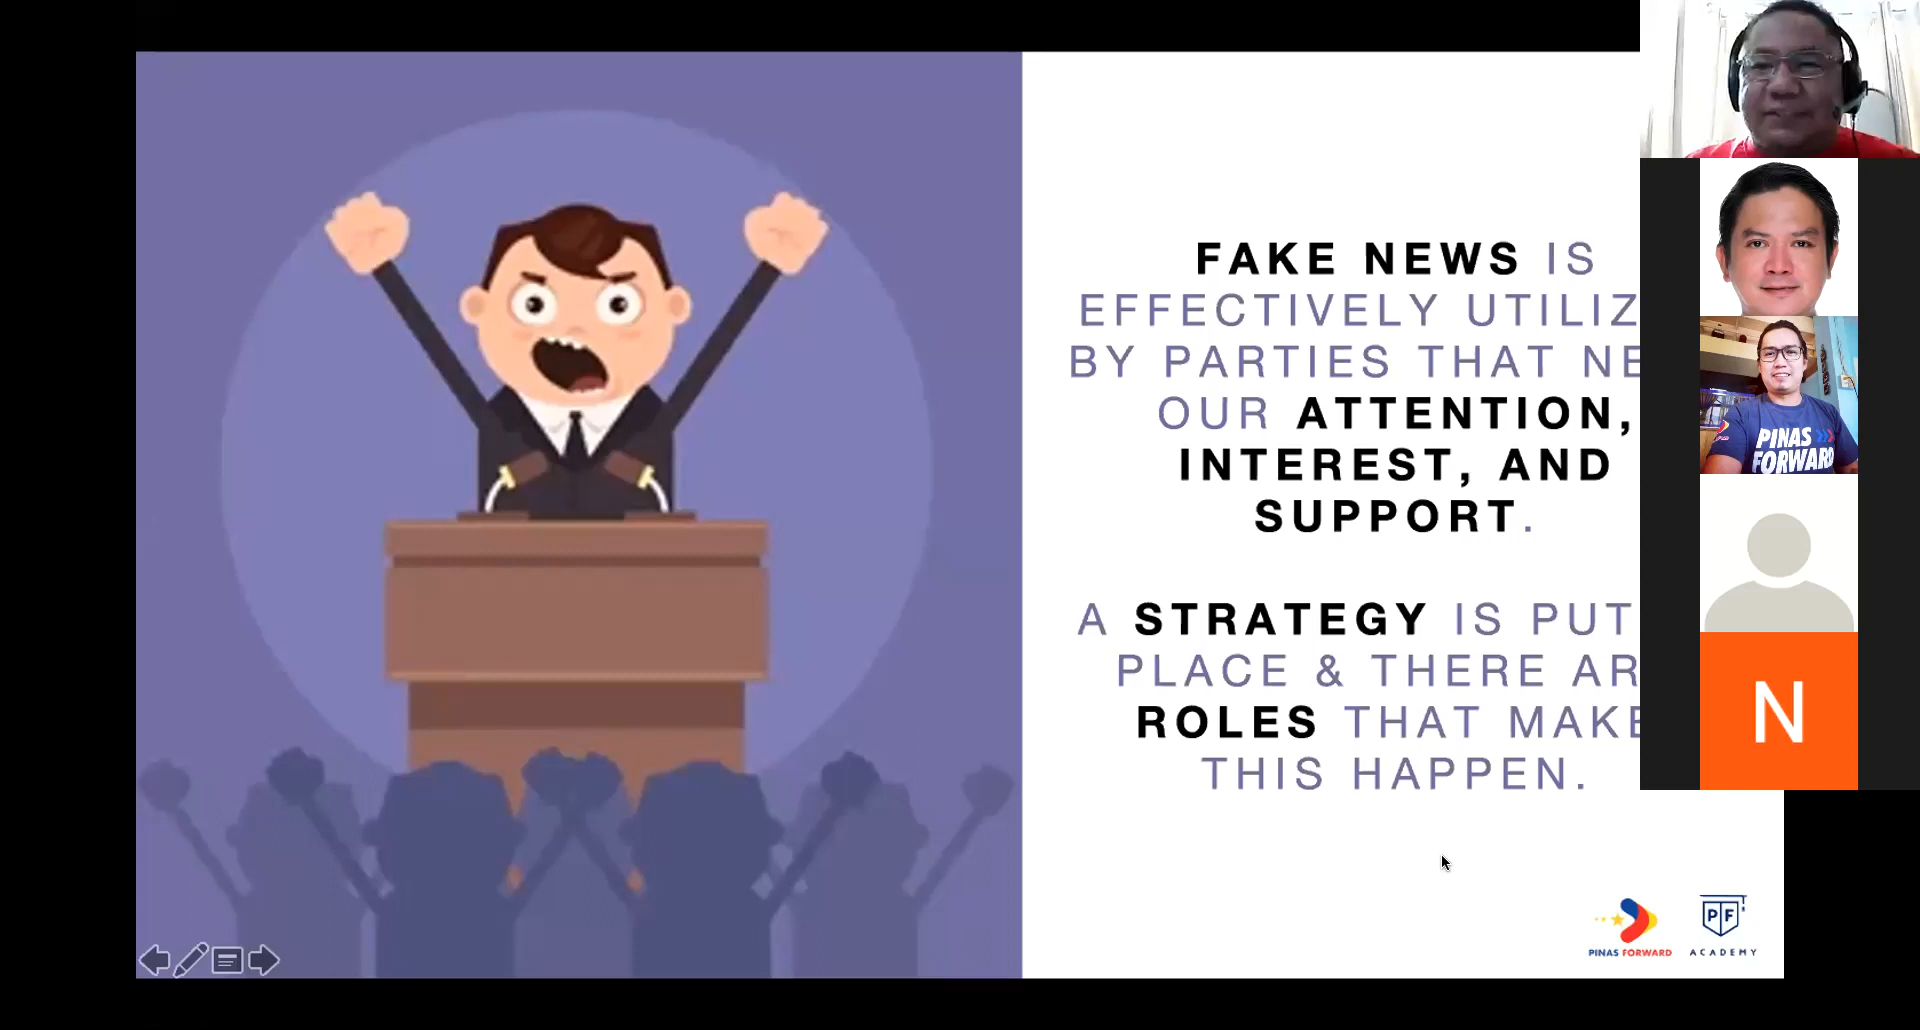 FAKE NEWS IS
EFFECTIVELY UTILIZ
BY PARTIES THAT NE
OUR ATTENTION,
INTEREST, AND
SUPPORT.
A STRATEGY IS PUT
PLACE & THERE AR
ROLES THAT MAKE
THIS HAPPEN.
PINAS
FORWARD
N
PINAS FORWARD
PF
ACADEMY